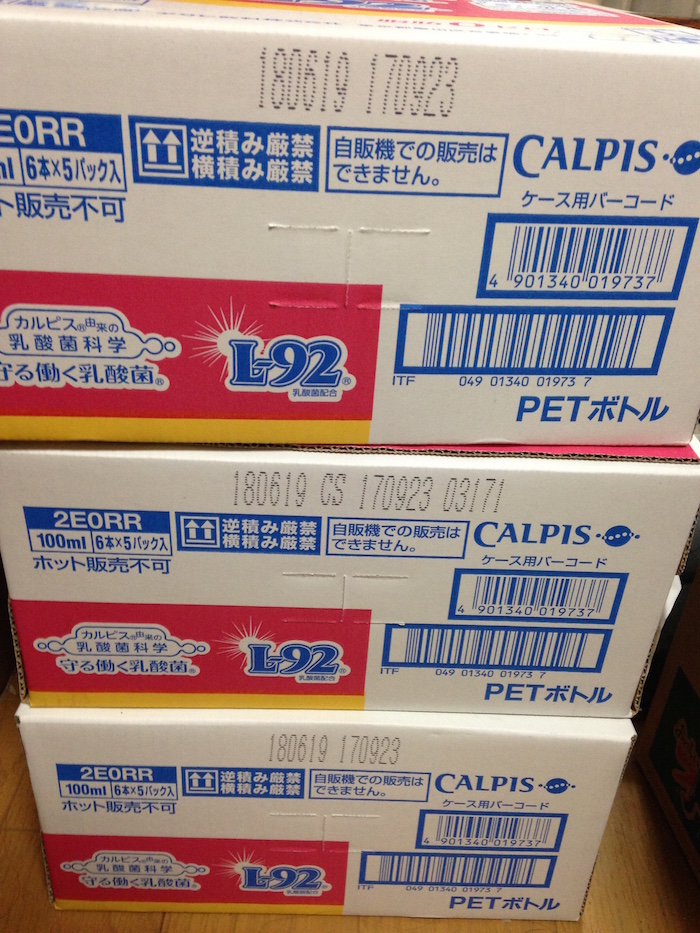 180619 170923
EORR
ml 6本×5パック入
ト販売不可
逆積み厳禁
横積み厳禁
自販機での販売は
できません。
CALPIS
ケース用バーコード
4 901340 019737
カルピス®由来の
乳酸菌科学
守る働く乳酸菌®
L-92®
乳酸菌配合
ITF 049 01340 01973 7
PETボトル
180619 CS 170923 03171
2EORR
100ml 6本×5パック入
ホット販売不可
逆積み厳禁
横積み厳禁
自販機での販売は
できません。
CALPIS
ケース用バーコード
4 901340 019737
カルピス®由来の
乳酸菌科学
守る働く乳酸菌®
L-92®
乳酸菌配合
ITF 049 01340 01973 7
PETボトル
180619 170923
2EORR
100ml 6本×5パック入
ホット販売不可
逆積み厳禁
横積み厳禁
自販機での販売は
できません。
CALPIS
ケース用バーコード
4 901340 019737
カルピス®由来の
乳酸菌科学
守る働く乳酸菌®
L-92®
乳酸菌配合
ITF 049 01340 01973 7
PETボトル